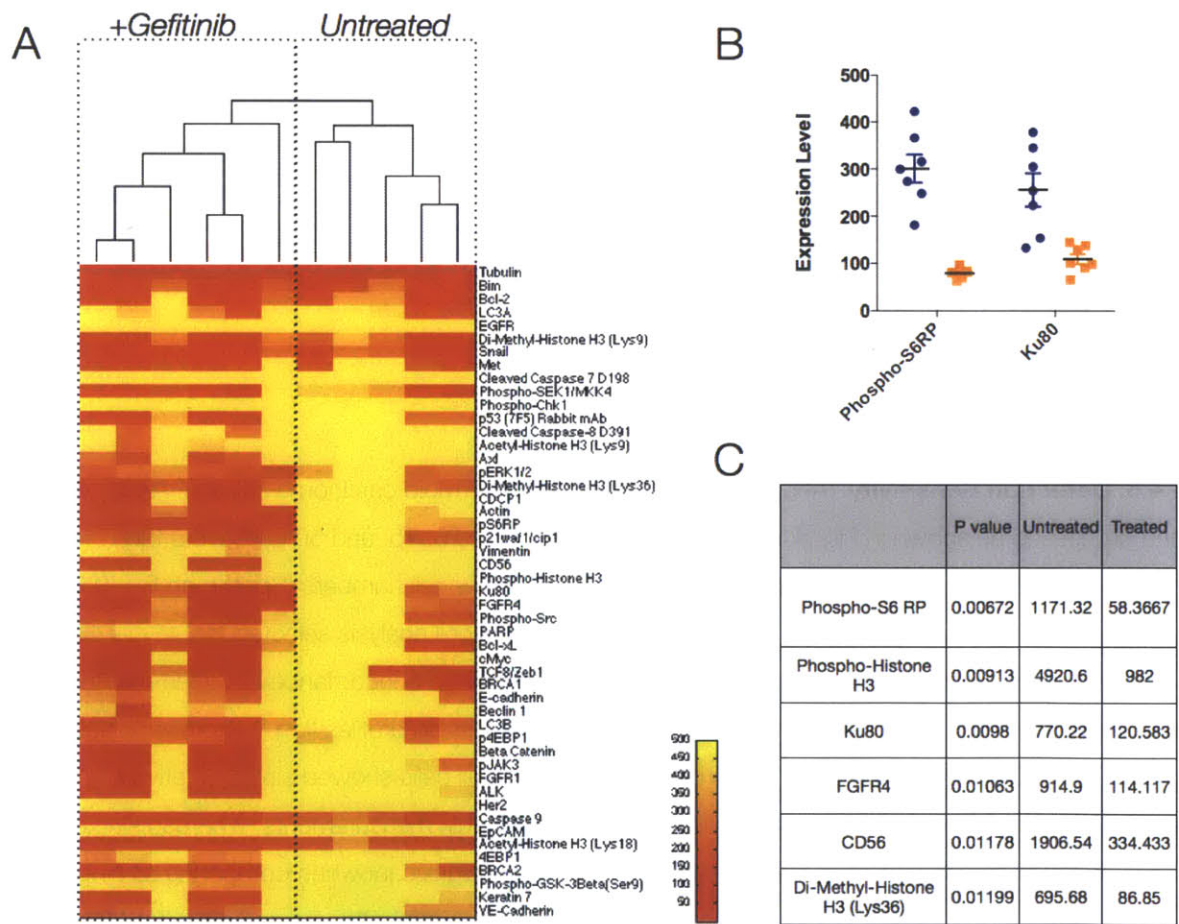 A
+Gefitinib
Untreated
Tubulin
Bim
Bcl-2
LC3A
EGFR
Di-Methyl-Histone H3 (Lys9)
Snail
Met
Cleaved Caspase 7 D198
Phospho-SEK1/MKK4
Phospho-Chk1
p53 (7F5) Rabbit mAb
Cleaved Caspase-8 D391
Acetyl-Histone H3 (Lys9)
Axl
pERK1/2
Di-Methyl-Histone H3 (Lys36)
CDCP1
Actin
pS6RP
p21waf1/cip1
Vimentin
CD56
Phospho-Histone H3
Ku80
FGFR4
Phospho-Src
PARP
Bcl-xL
cMyc
TCF8/Zeb1
BRCA1
E-cadherin
Beclin 1
LC3B
p4EBP1
Beta Catenin
pJAK3
FGFR1
ALK
Her2
Caspase 9
EpCAM
Acetyl-Histone H3 (Lys18)
4EBP1
BRCA2
Phospho-GSK-3Beta(Ser9)
Keratin 7
VE-Cadherin
500
450
400
350
300
250
200
150
100
50
B
Expression Level
500
400
300
200
100
0
Phospho-S6RP
Ku80
C
P value Untreated Treated
Phospho-S6 RP 0.00672 1171.32 58.3667
Phospho-Histone
H3 0.00913 4920.6 982
Ku80 0.0098 770.22 120.583
FGFR4 0.01063 914.9 114.117
CD56 0.01178 1906.54 334.433
Di-Methyl-Histone
H3 (Lys36) 0.01199 695.68 86.85